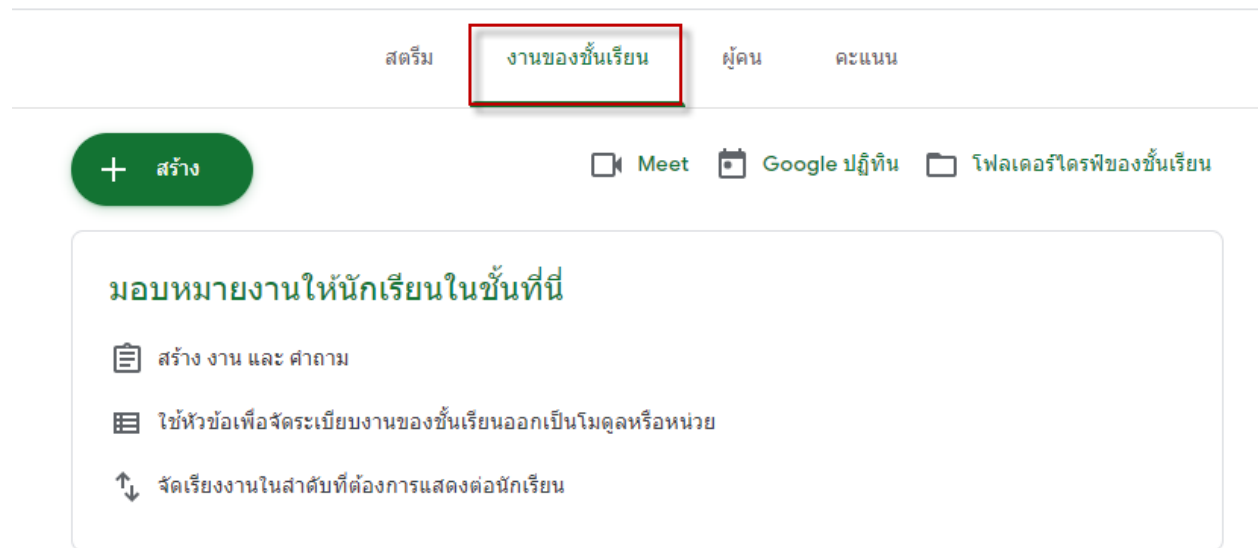 สตรีม งานของชั้นเรียน ผู้คน คะแนน
+ สร้าง Meet Google ปฏิทิน โฟลเดอร์ไดรฟ์ของชั้นเรียน
มอบหมายงานให้นักเรียนในชั้นที่นี่
สร้าง งาน และ คำถาม
ใช้หัวข้อเพื่อจัดระเบียบงานของชั้นเรียนออกเป็นโมดูลหรือหน่วย
จัดเรียงงานในลำดับที่ต้องการแสดงต่อนักเรียน